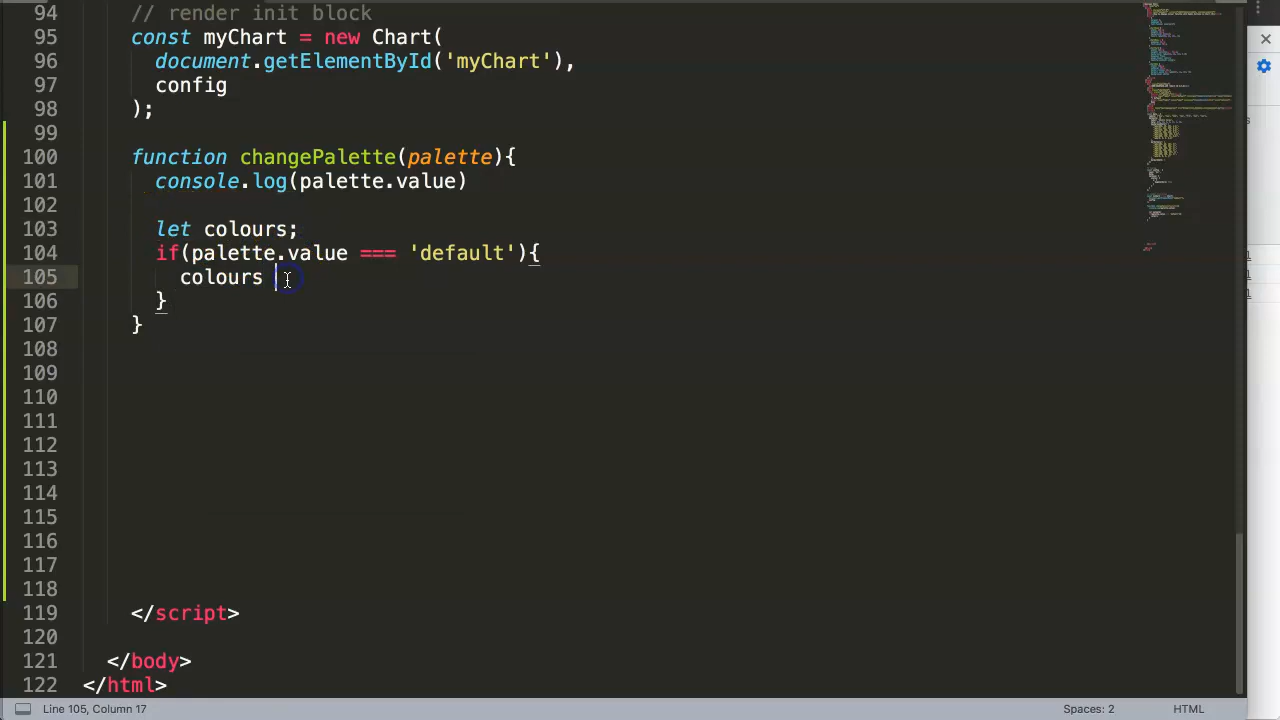 94 // render init block
95 const myChart = new Chart(
96 document.getElementById('myChart'),
97 config
98 );
99
100 function changePalette(palette){
101 console.log(palette.value)
102
103 let colours;
104 if(palette.value === 'default'){
105 colours
106 }
107 }
108
109
110
111
112
113
114
115
116
117
118
119 </script>
120
121 </body>
122 </html>
Line 105, Column 17 Spaces: 2 HTML